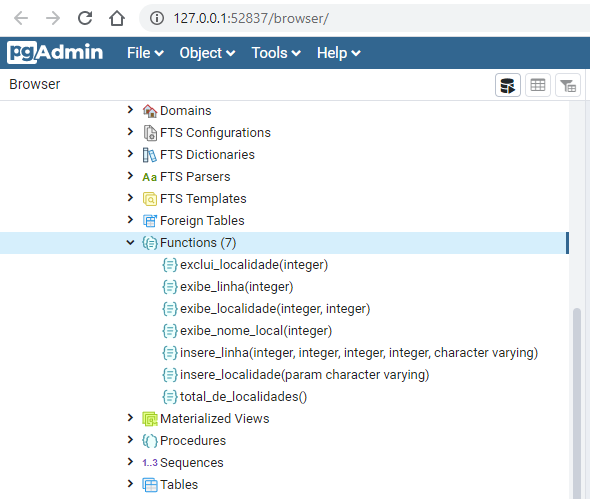 127.0.0.1:52837/browser/
pgAdmin File Object Tools Help
Browser
Domains
FTS Configurations
FTS Dictionaries
Aa FTS Parsers
FTS Templates
Foreign Tables
Functions (7)
exclui_localidade(integer)
exibe_linha(integer)
exibe_localidade(integer, integer)
exibe_nome_local(integer)
insere_linha(integer, integer, integer, integer, character varying)
insere_localidade(param character varying)
total_de_localidades()
Materialized Views
Procedures
1..3 Sequences
Tables